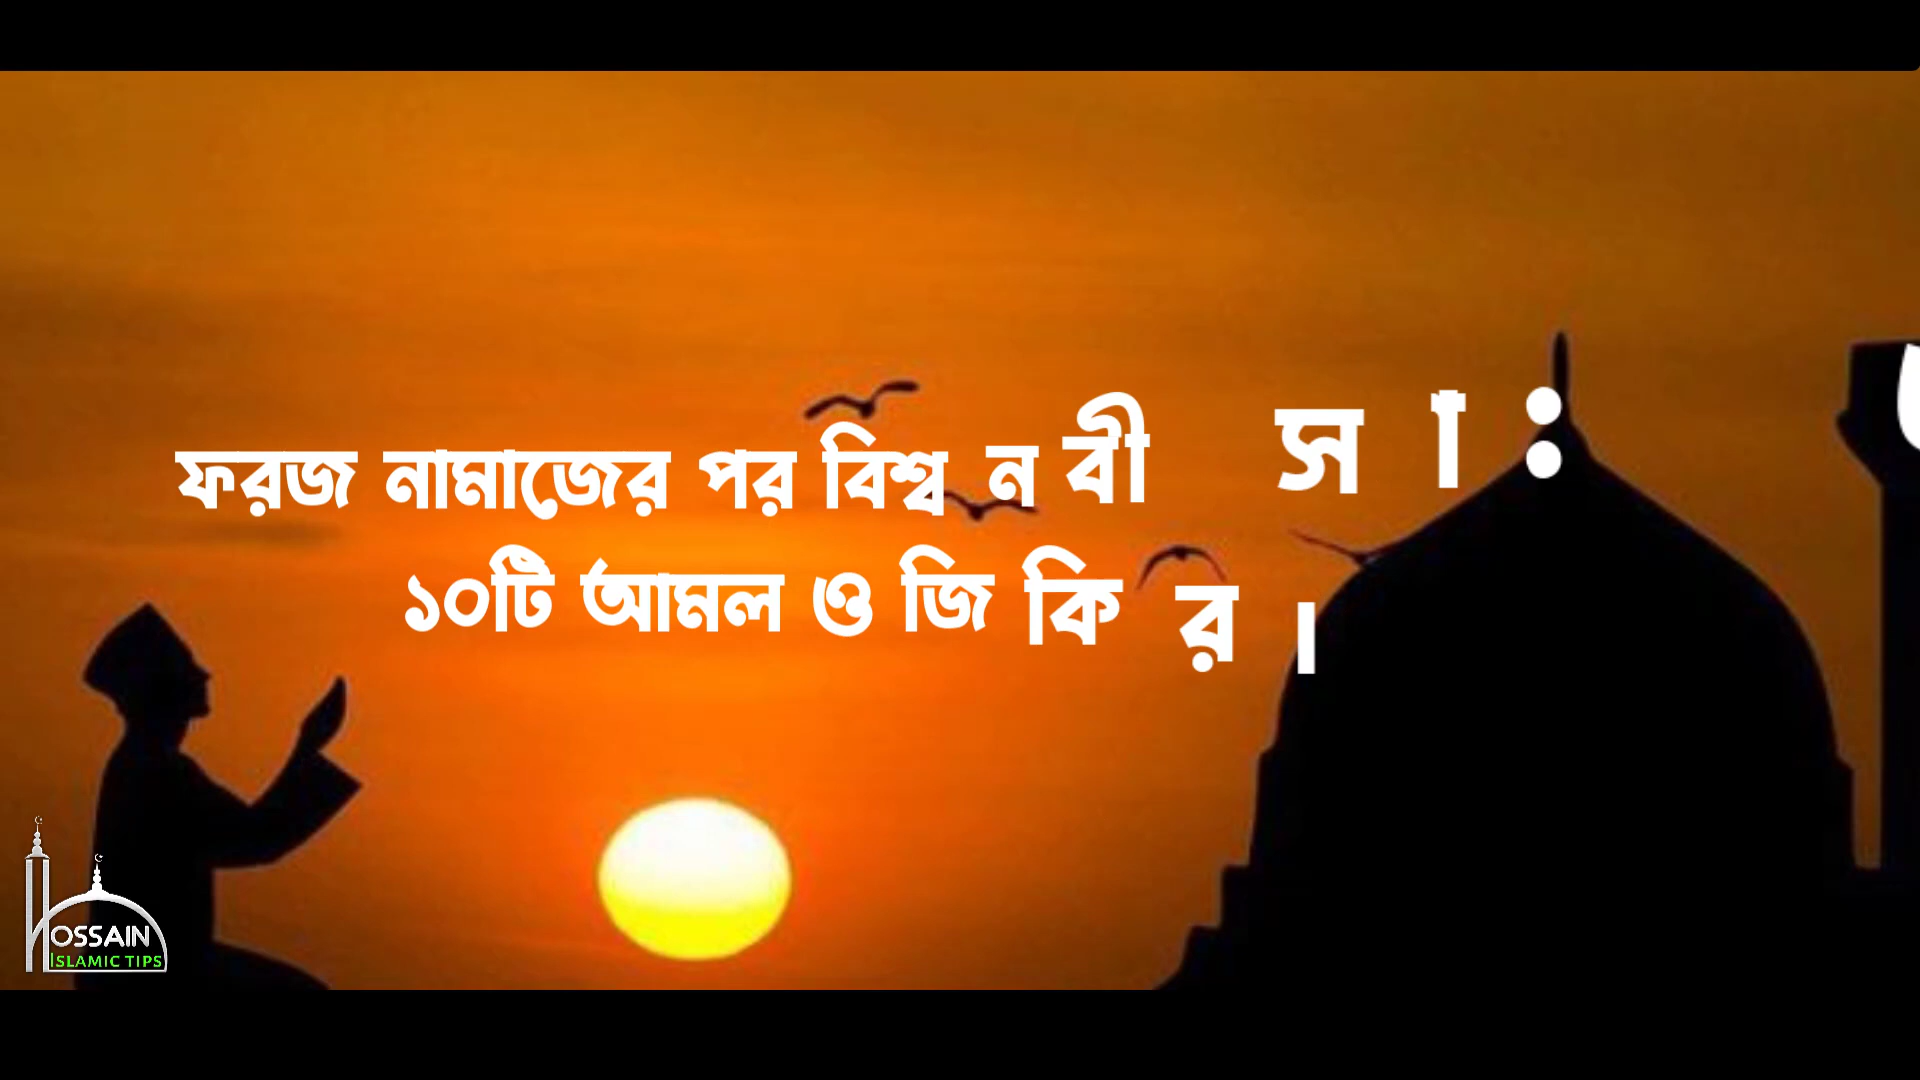 ফরজ নামাজের পর বিশ্ব নবী সা:
১০টি আমল ও জিকির।
HOSSAIN
ISLAMIC TIPS